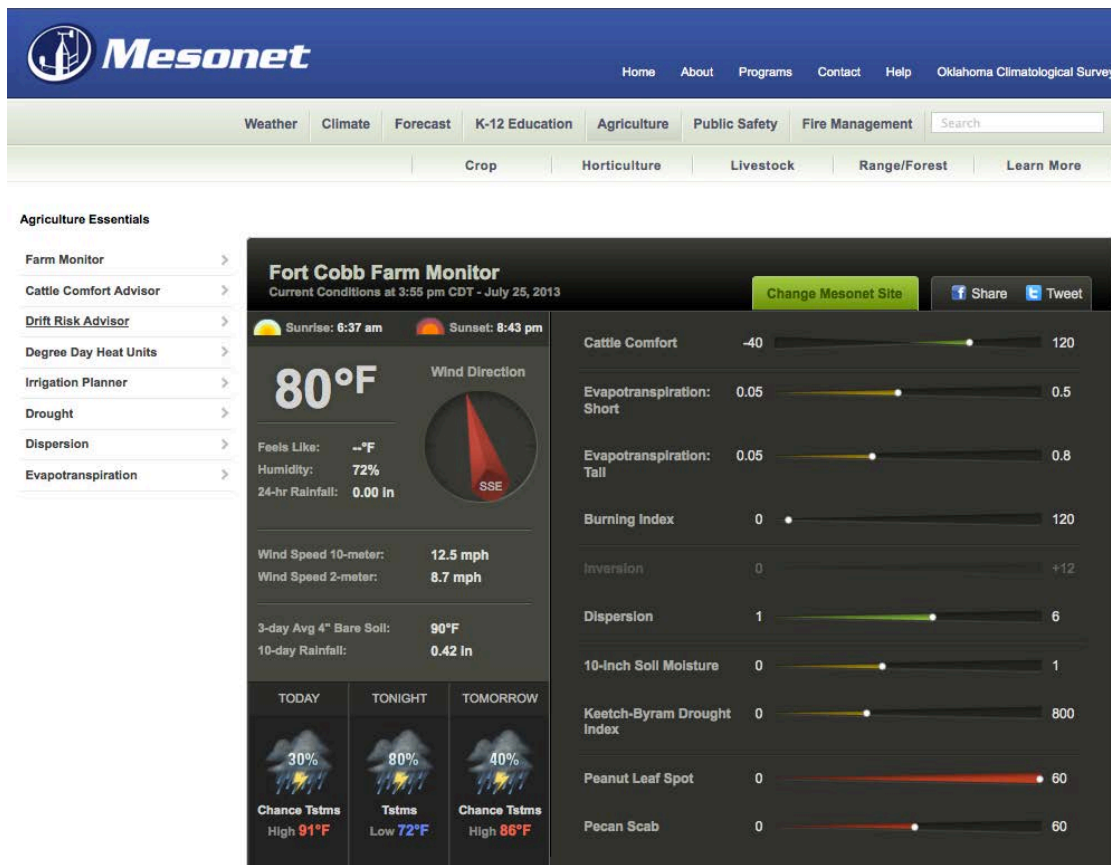 Mesonet
Home About Programs Contact Help Oklahoma Climatological Survey
Weather Climate Forecast K-12 Education Agriculture Public Safety Fire Management Search
Crop Horticulture Livestock Range/Forest Learn More
Agriculture Essentials
Farm Monitor
Cattle Comfort Advisor
Drift Risk Advisor
Degree Day Heat Units
Irrigation Planner
Drought
Dispersion
Evapotranspiration
Fort Cobb Farm Monitor
Current Conditions at 3:55 pm CDT - July 25, 2013
Change Mesonet Site
Share Tweet
Sunrise: 6:37 am Sunset: 8:43 pm
80°F
Wind Direction
SSE
Feels Like: --°F
Humidity: 72%
24-hr Rainfall: 0.00 in
Wind Speed 10-meter: 12.5 mph
Wind Speed 2-meter: 8.7 mph
3-day Avg 4" Bare Soil: 90°F
10-day Rainfall: 0.42 in
TODAY TONIGHT TOMORROW
30% 80% 40%
Chance Tstms Tstms Chance Tstms
High 91°F Low 72°F High 86°F
Cattle Comfort -40 120
Evapotranspiration: 0.05 0.5
Short
Evapotranspiration: 0.05 0.8
Tall
Burning Index 0 120
Inversion 0 +12
Dispersion 1 6
10-inch Soil Moisture 0 1
Keetch-Byram Drought 0 800
Index
Peanut Leaf Spot 0 60
Pecan Scab 0 60